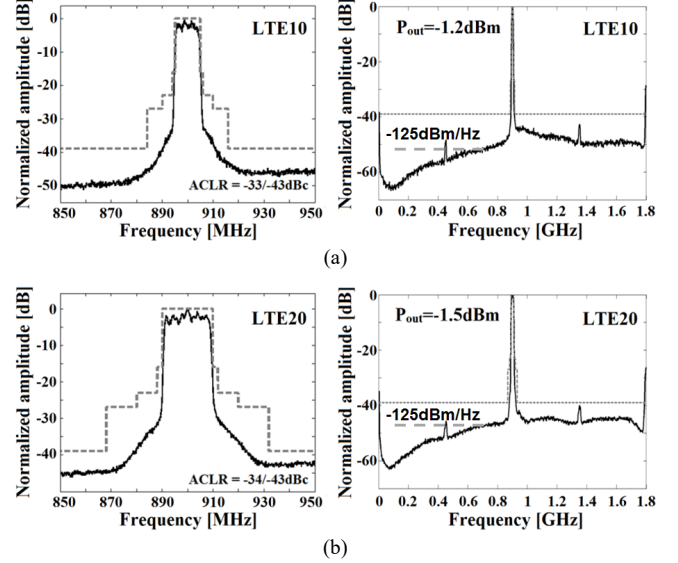 Normalized amplitude [dB]
0
-10
-20
-30
-40
-50
LTE10
ACLR = -33/-43dBc
850 870 890 910 930 950
Frequency [MHz]
Normalized amplitude [dB]
0
-20
-40
-60
Pout=-1.2dBm LTE10
-125dBm/Hz
0 0.2 0.4 0.6 0.8 1 1.2 1.4 1.6 1.8
Frequency [GHz]
(a)
Normalized amplitude [dB]
0
-10
-20
-30
-40
LTE20
ACLR = -34/-43dBc
850 870 890 910 930 950
Frequency [MHz]
Normalized amplitude [dB]
0
-20
-40
-60
Pout=-1.5dBm LTE20
-125dBm/Hz
0 0.2 0.4 0.6 0.8 1 1.2 1.4 1.6 1.8
Frequency [GHz]
(b)